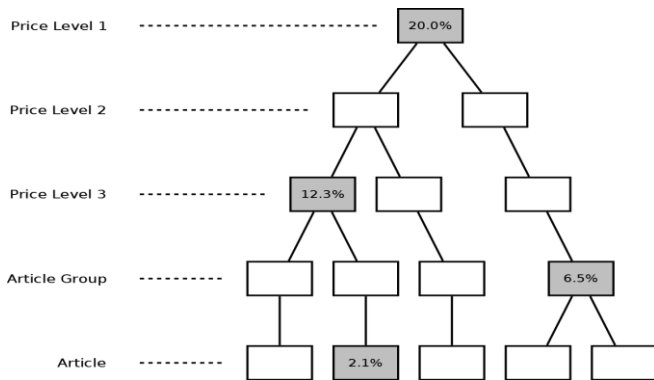 Price Level 1 20.0%
Price Level 2
Price Level 3 12.3%
Article Group 6.5%
Article 2.1%